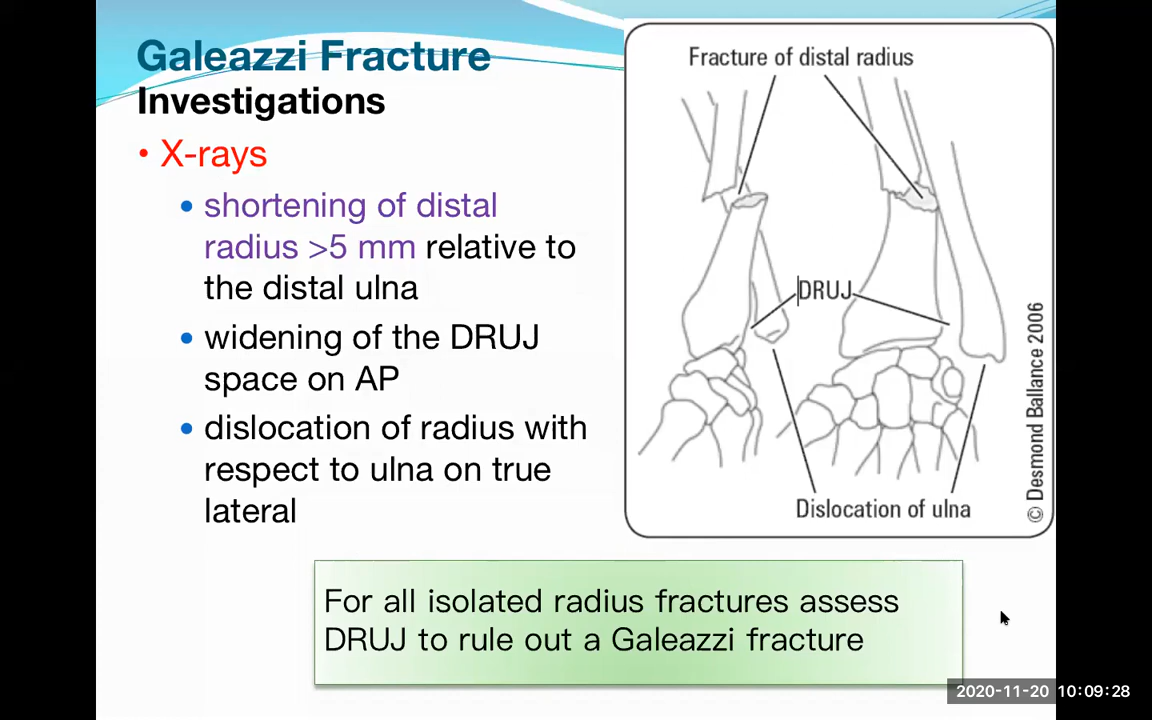 Galeazzi Fracture
Investigations
• X-rays
• shortening of distal
radius >5 mm relative to
the distal ulna
• widening of the DRUJ
space on AP
• dislocation of radius with
respect to ulna on true
lateral
Fracture of distal radius
DRUJ
Dislocation of ulna
© Desmond Ballance 2006
For all isolated radius fractures assess
DRUJ to rule out a Galeazzi fracture
2020-11-20 10:09:28